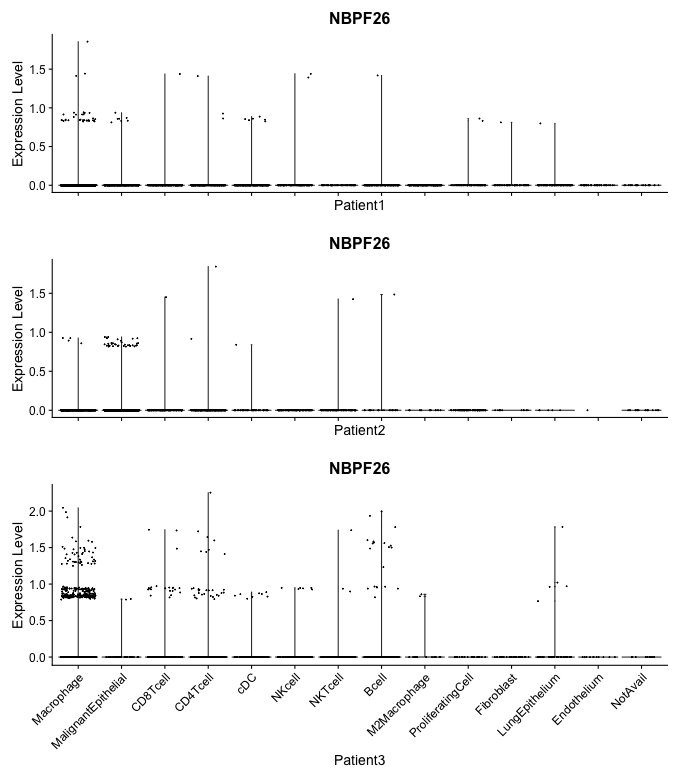 NBPF26
Expression Level
1.5
1.0
0.5
0.0
Patient1
NBPF26
Expression Level
1.5
1.0
0.5
0.0
Patient2
NBPF26
Expression Level
2.0
1.5
1.0
0.5
0.0
Macrophage
MalignantEpithelial
CD8Tcell
CD4Tcell
cDC
NKcell
NKTcell
Bcell
M2Macrophage
ProliferatingCell
Fibroblast
LungEpithelium
Endothelium
NotAvail
Patient3